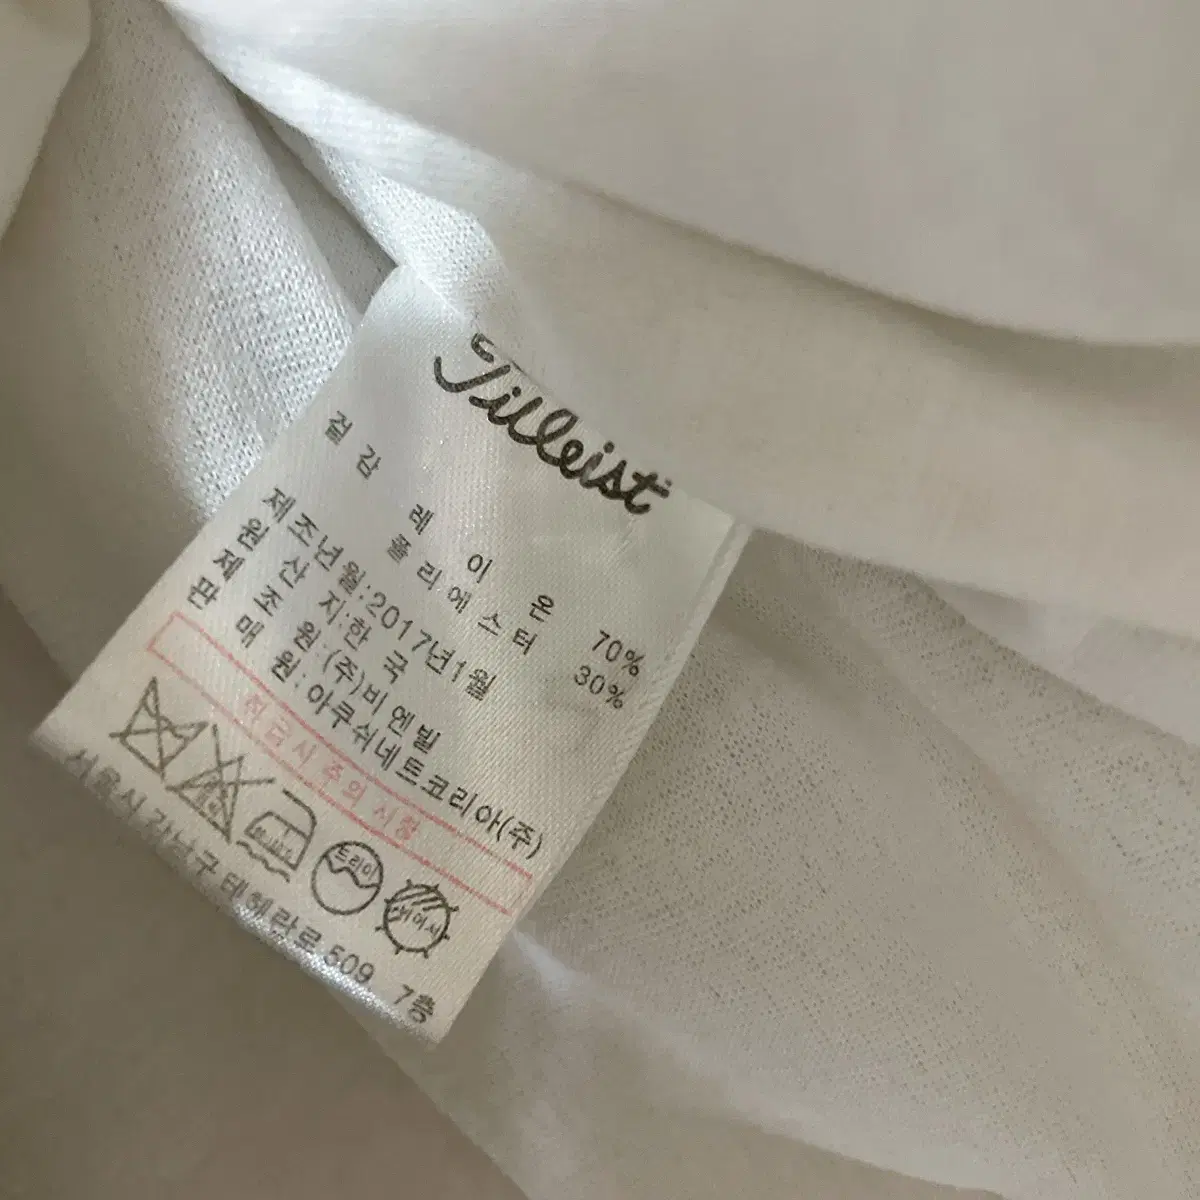 Titleist
겉 감
레 이 온 70%
폴리에스터 30%
제조년월:2017년1월
원 산 지:한 국
제 조 원:(주)비엔빌
판 매 원:아쿠쉬네트코리아(주)
취급시 주의 사항
드라이
서울시 강남구 테헤란로 509 7층